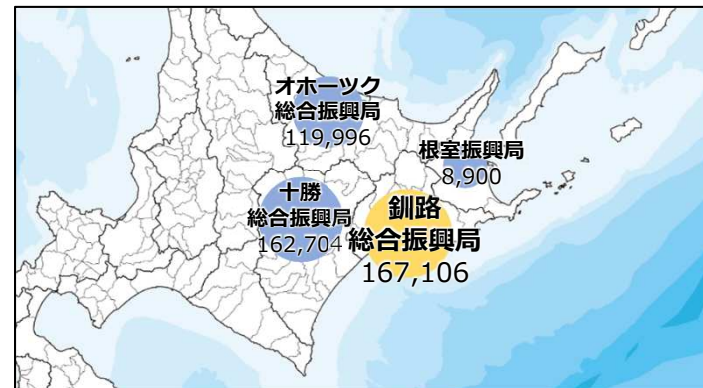 オホーツク
総合振興局
119,996
根室振興局
8,900
十勝
総合振興局
162,704
釧路
総合振興局
167,106